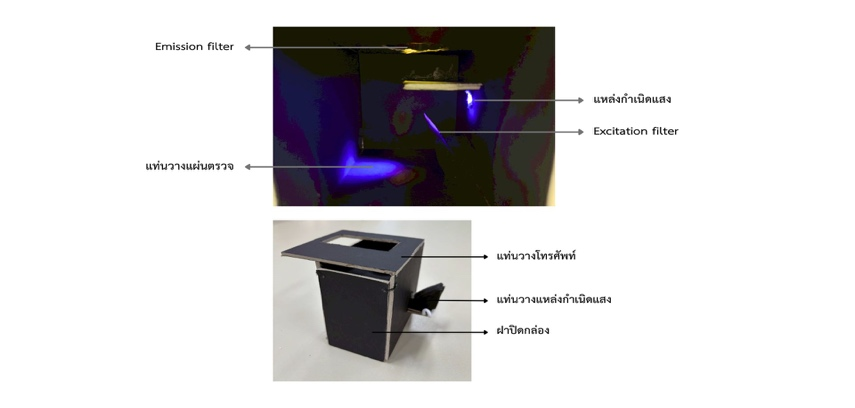 Emission filter
แหล่งกำเนิดแสง
Excitation filter
แท่นวางแผ่นตรวจ
แท่นวางโทรศัพท์
แท่นวางแหล่งกำเนิดแสง
ฝาปิดกล่อง